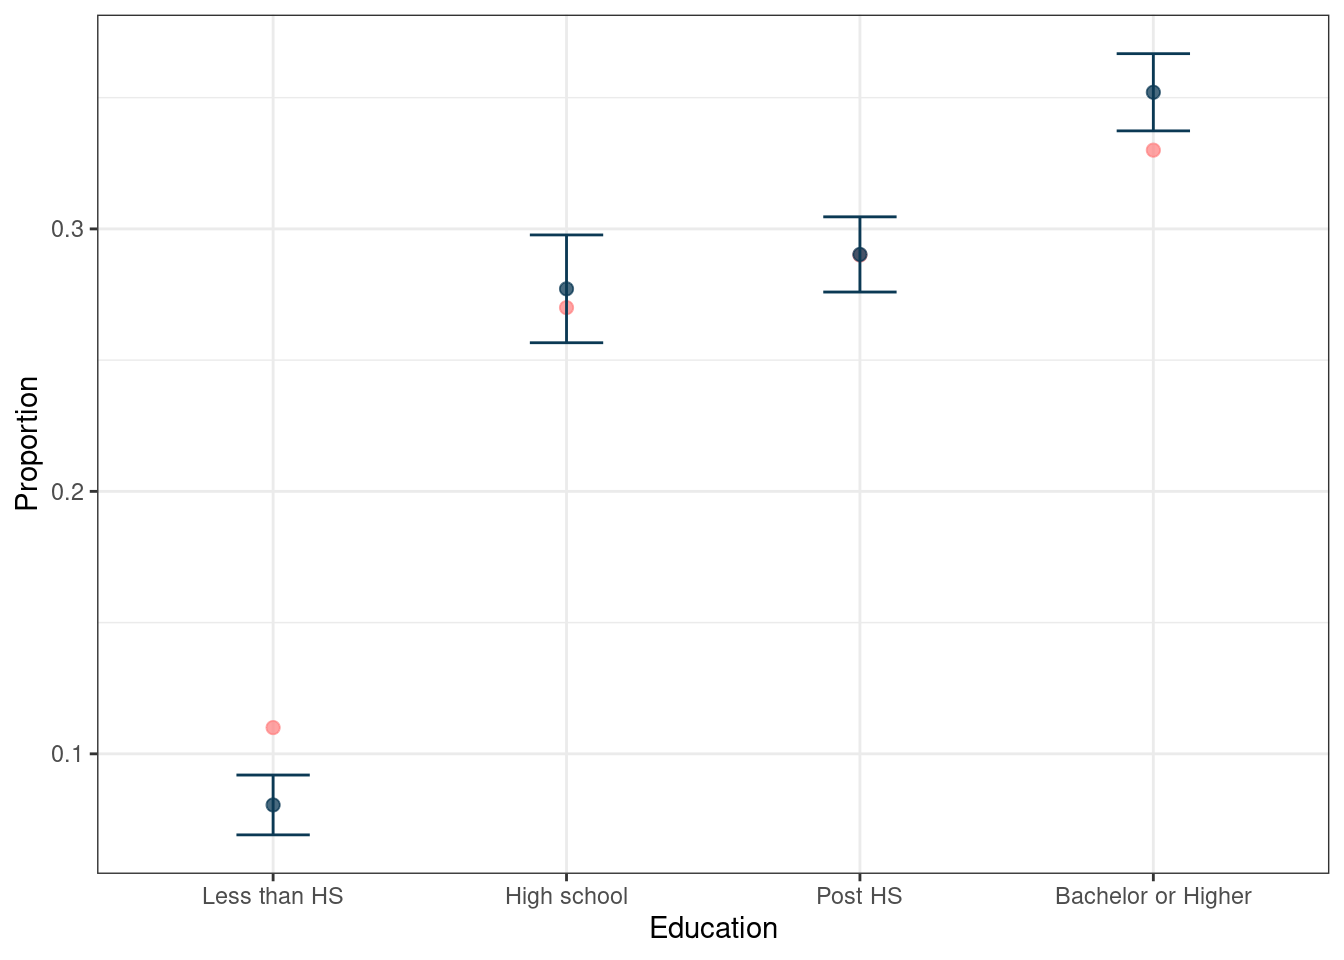 Proportion
0.3
0.2
0.1
Less than HS
High school
Post HS
Bachelor or Higher
Education